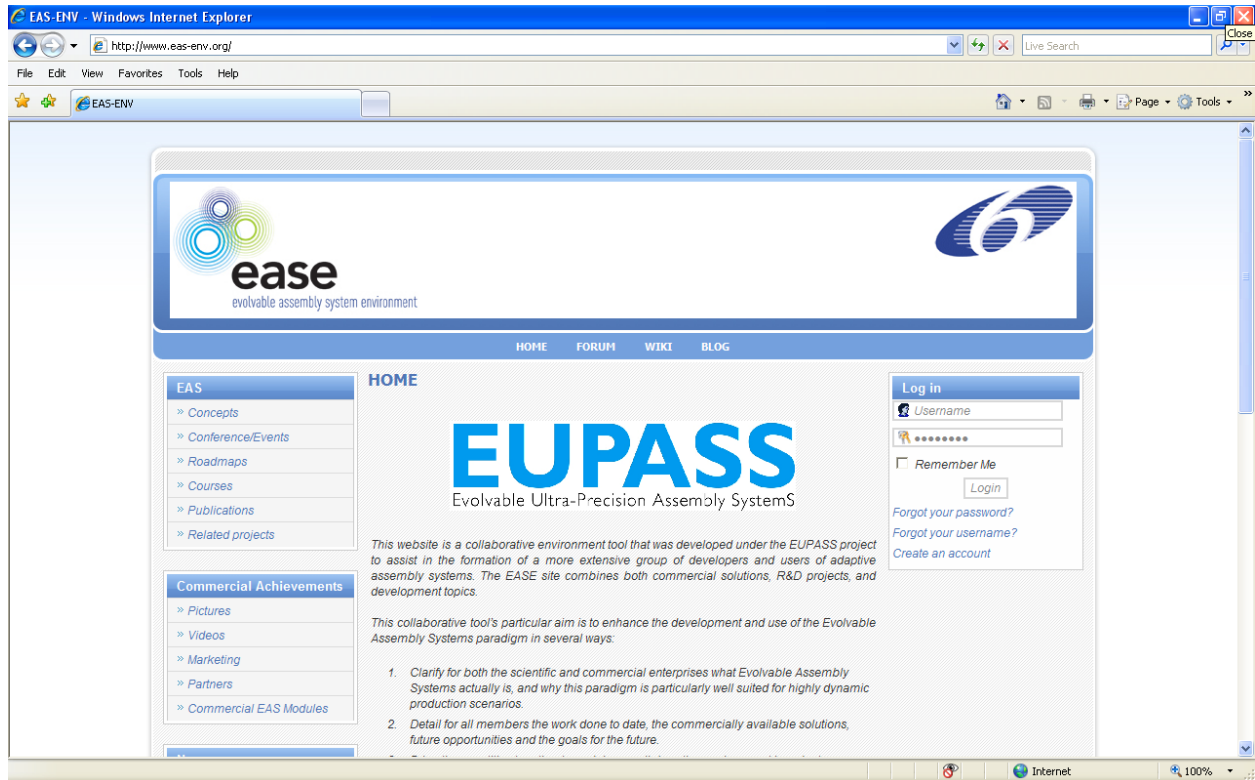 EAS-ENV - Windows Internet Explorer
Close
http://www.eas-env.org/
Live Search
File Edit View Favorites Tools Help
EAS-ENV
Page
Tools
ease
evolvable assembly system environment
6
HOME FORUM WIKI BLOG
EAS
» Concepts
» Conference/Events
» Roadmaps
» Courses
» Publications
» Related projects
Commercial Achievements
» Pictures
» Videos
» Marketing
» Partners
» Commercial EAS Modules
HOME
EUPASS
Evolvable Ultra-Precision Assembly SystemS
This website is a collaborative environment tool that was developed under the EUPASS project
to assist in the formation of a more extensive group of developers and users of adaptive
assembly systems. The EASE site combines both commercial solutions, R&D projects, and
development topics.
This collaborative tool's particular aim is to enhance the development and use of the Evolvable
Assembly Systems paradigm in several ways:
1. Clarify for both the scientific and commercial enterprises what Evolvable Assembly
Systems actually is, and why this paradigm is particularly well suited for highly dynamic
production scenarios.
2. Detail for all members the work done to date, the commercially available solutions,
future opportunities and the goals for the future.
Log in
Username
••••••••
Remember Me
Login
Forgot your password?
Forgot your username?
Create an account
Internet
100%